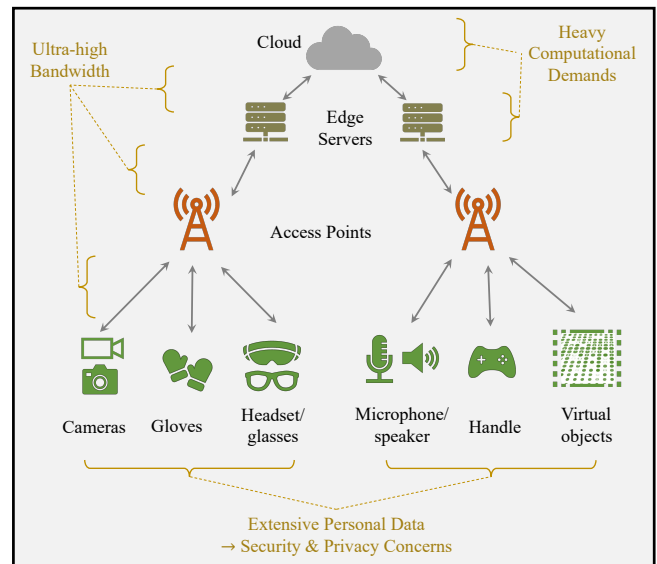 Cloud
Ultra-high
Bandwidth
Heavy
Computational
Demands
Edge
Servers
Access Points
Cameras
Gloves
Headset/
glasses
Microphone/
speaker
Handle
Virtual
objects
Extensive Personal Data
→ Security & Privacy Concerns